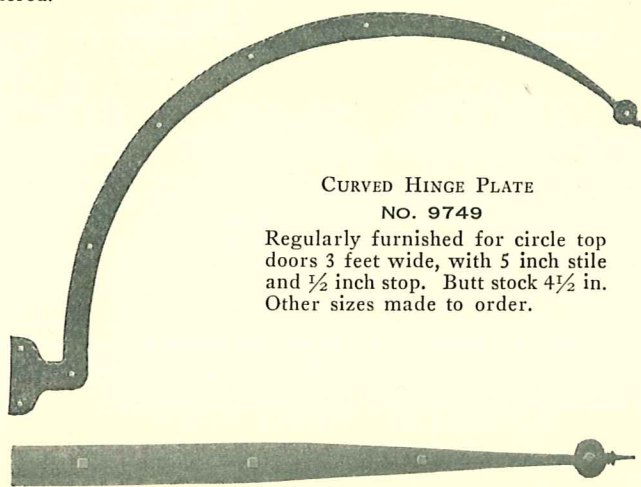 Curved Hinge Plate
NO. 9749
Regularly furnished for circle top
doors 3 feet wide, with 5 inch stile
and ½ inch stop. Butt stock 4½ in.
Other sizes made to order.